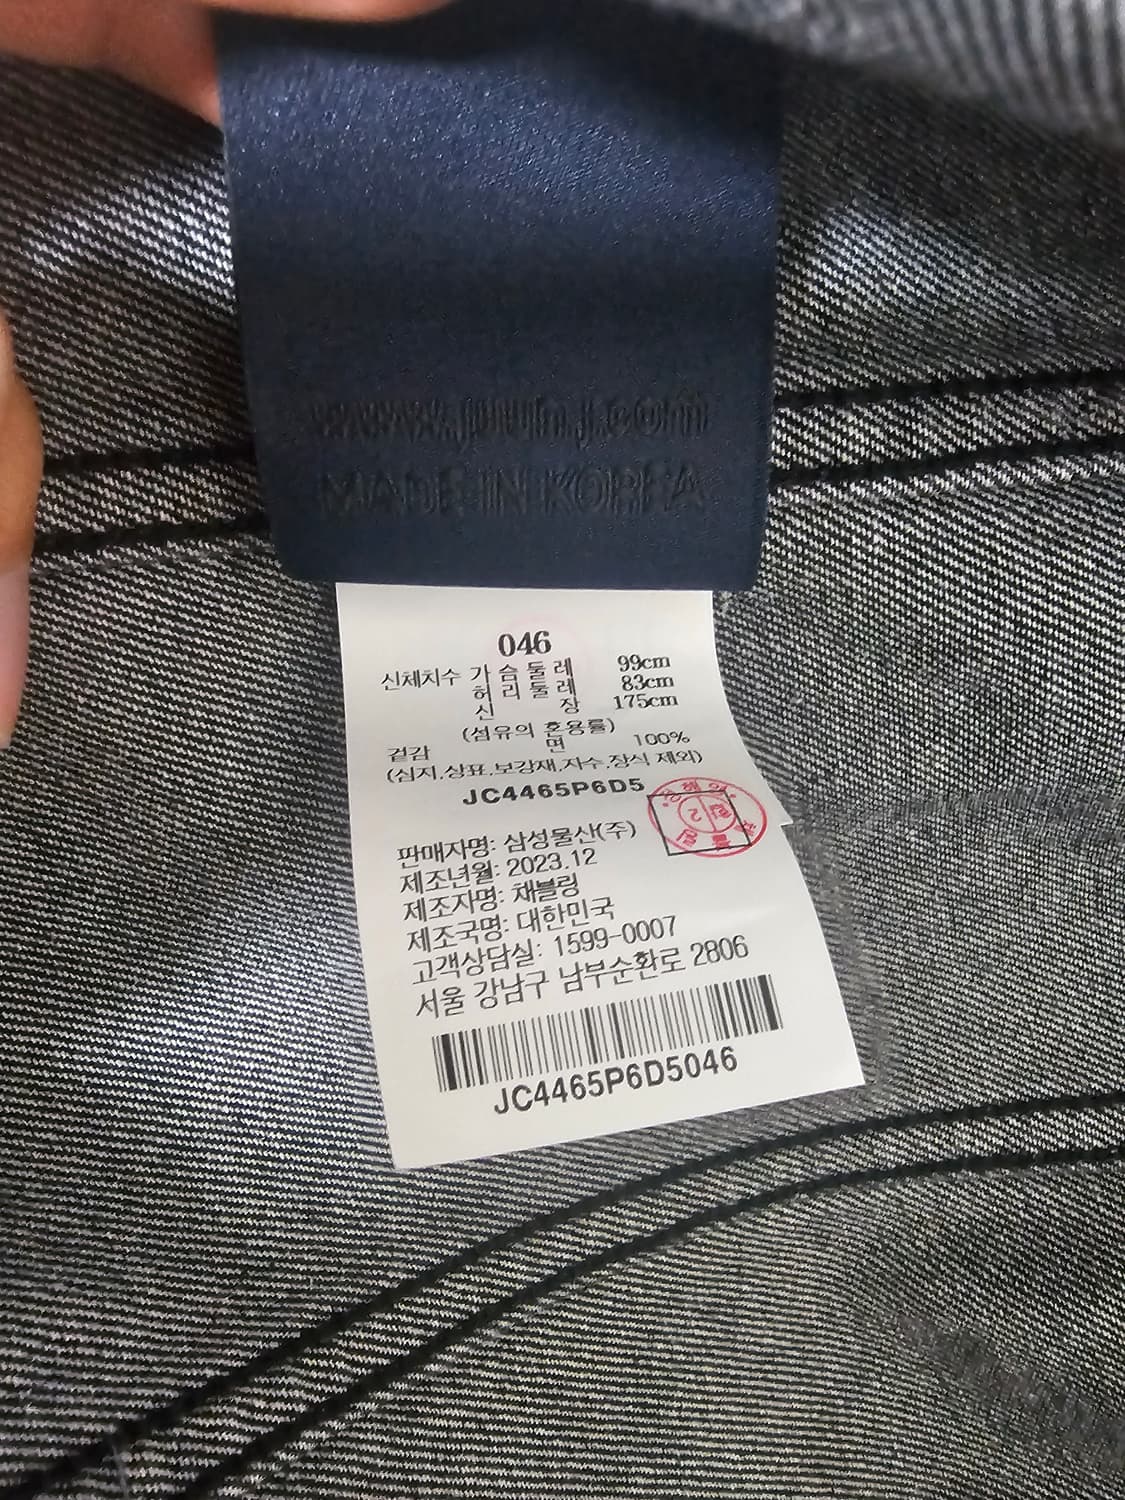 www.juun.j.com
MADE IN KOREA
046
신체치수 가슴둘레 99cm
허리둘레 83cm
신 장 175cm
(섬유의 혼용률)
겉감 면 100%
(심지,상표,보강재,자수,장식 제외)
JC4465P6D5
판매자명: 삼성물산(주)
제조년월: 2023.12
제조자명: 채블링
제조국명: 대한민국
고객상담실: 1599-0007
서울 강남구 남부순환로 2806
JC4465P6D5046